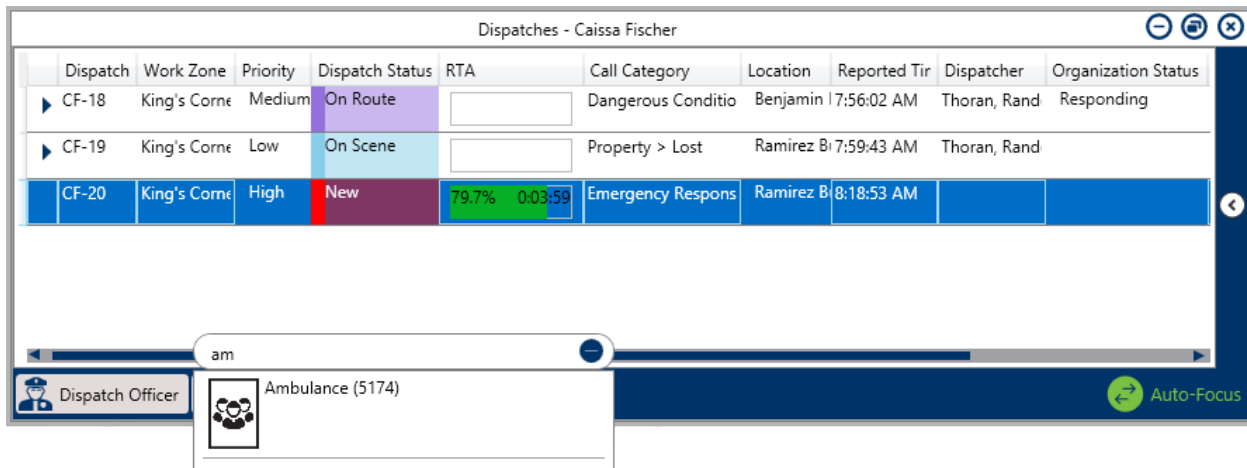 Dispatches - Caissa Fischer
Dispatch Work Zone Priority Dispatch Status RTA Call Category Location Reported Tir Dispatcher Organization Status
CF-18 King's Corne Medium On Route Dangerous Conditio Benjamin 7:56:02 AM Thoran, Rand Responding
CF-19 King's Corne Low On Scene Property > Lost Ramirez B 7:59:43 AM Thoran, Rand
CF-20 King's Corne High New 79.7% 0:03:59 Emergency Respons Ramirez B 8:18:53 AM
am
Dispatch Officer Ambulance (5174) Auto-Focus